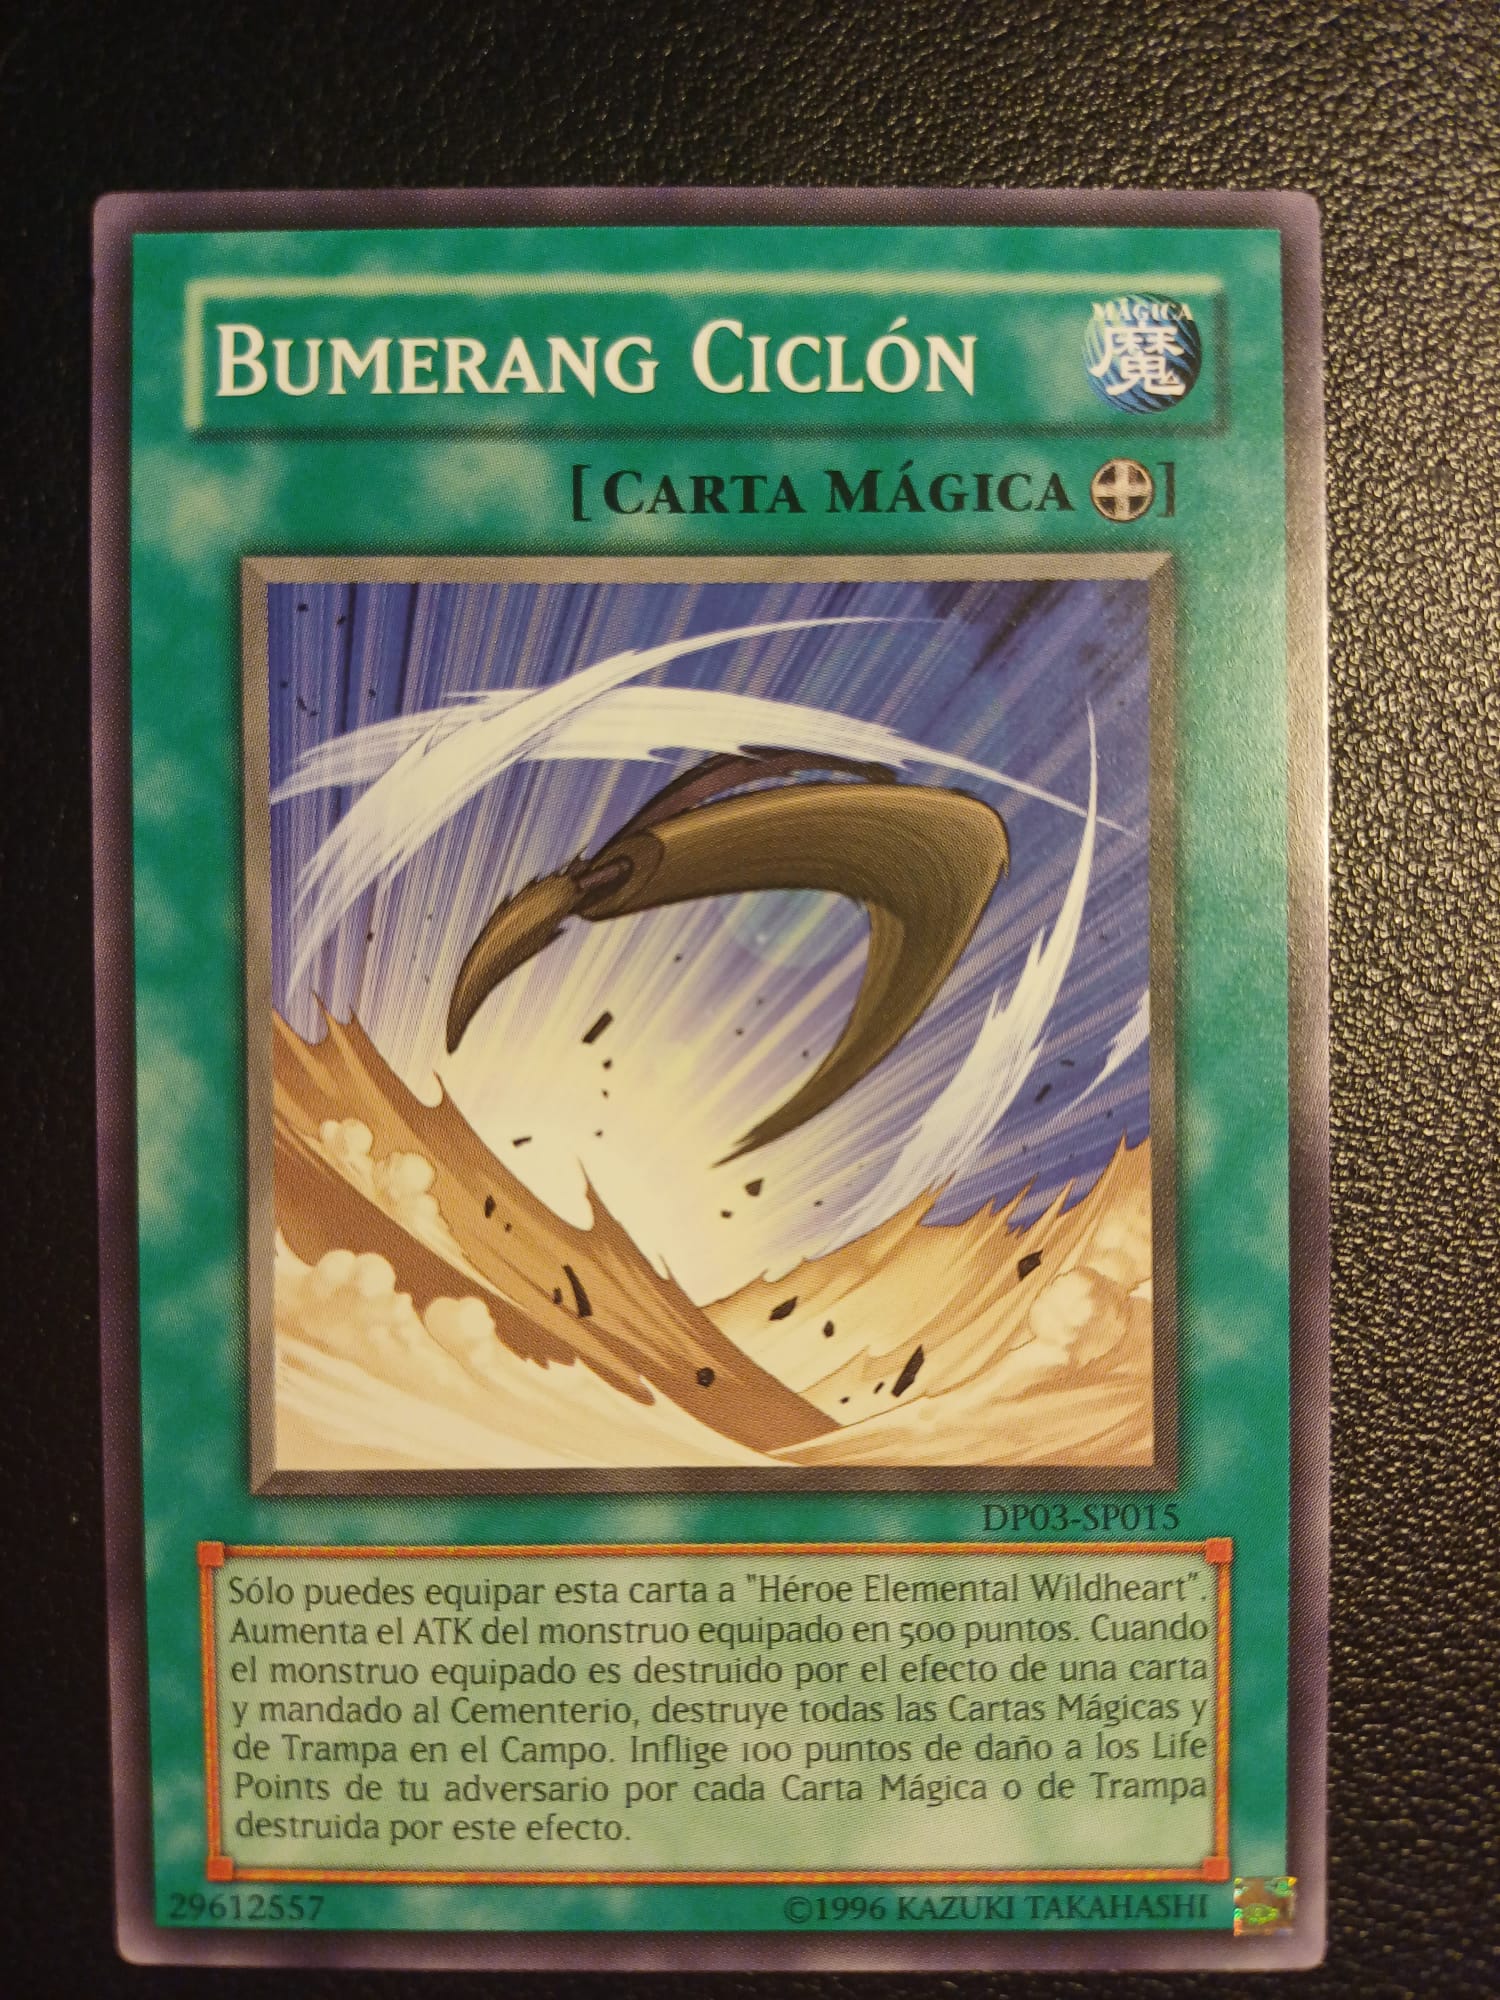 BUMERANG CICLÓN
MÁGICA
魔
[CARTA MÁGICA]
DP03-SP015
Sólo puedes equipar esta carta a "Héroe Elemental Wildheart".
Aumenta el ATK del monstruo equipado en 500 puntos. Cuando
el monstruo equipado es destruido por el efecto de una carta
y mandado al Cementerio, destruye todas las Cartas Mágicas y
de Trampa en el Campo. Inflige 100 puntos de daño a los Life
Points de tu adversario por cada Carta Mágica o de Trampa
destruida por este efecto.
29612557
©1996 KAZUKI TAKAHASHI